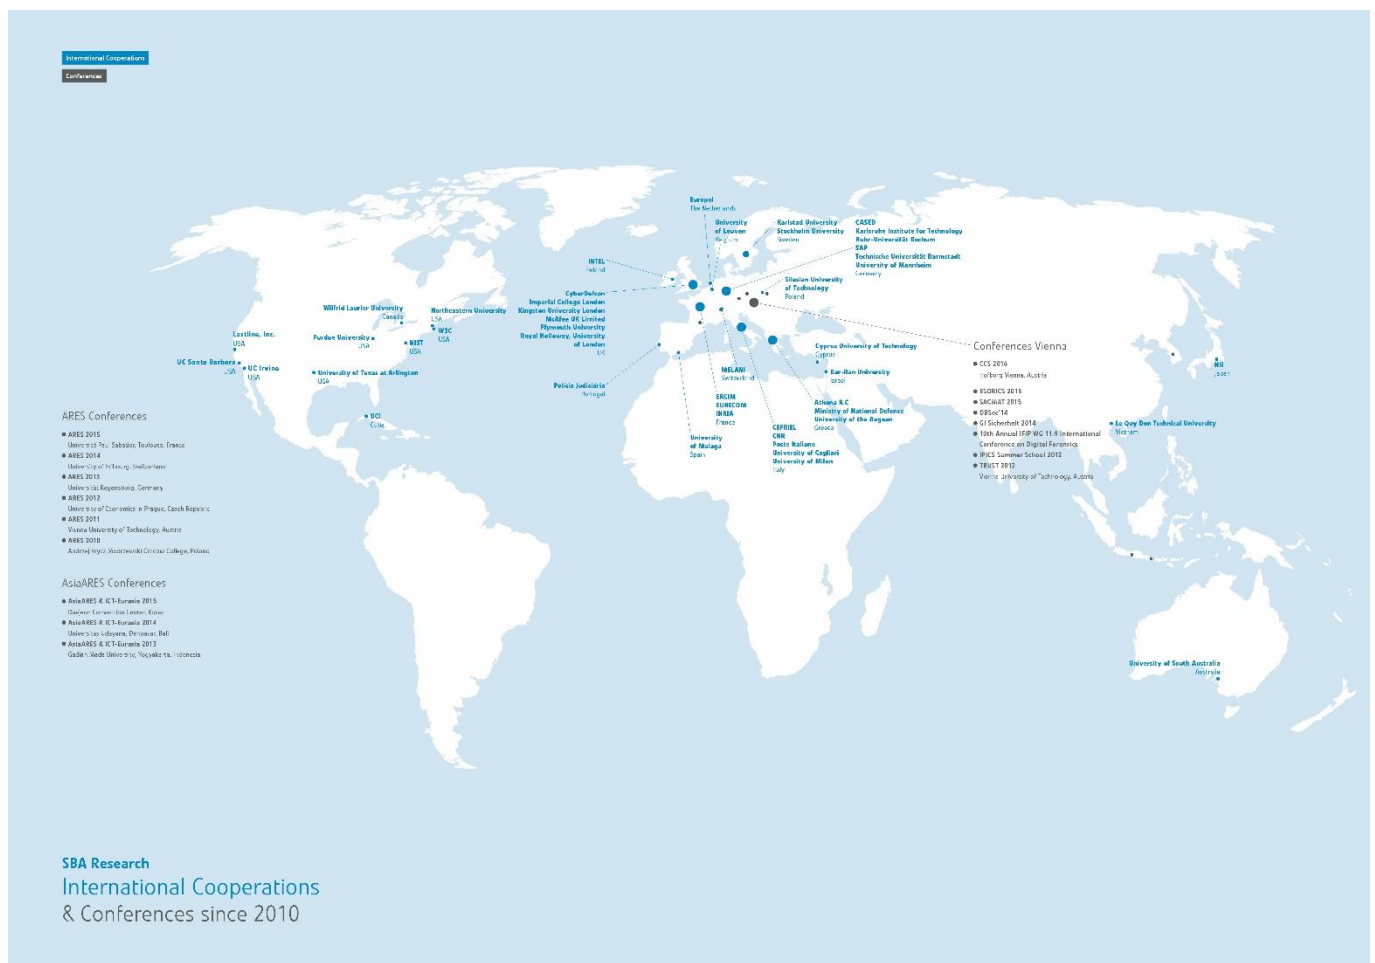 International Cooperations
Conferences
Europol
The Netherlands
University
of Leuven
Belgium
Karlstad University
Stockholm University
Sweden
CASED
Karlsruhe Institute for Technology
Ruhr-Universität Bochum
SAP
Technische Universität Darmstadt
University of Mannheim
Germany
INTEL
Ireland
Silesian University
of Technology
Poland
CyberDefcon
Imperial College London
Kingston University London
McAfee UK Limited
Plymouth University
Royal Holloway, University
of London
UK
Wilfrid Laurier University
Canada
Northeastern University
USA
W3C
USA
Lastline, Inc.
USA
Purdue University
USA
NIST
USA
UC Santa Barbara
USA
UC Irvine
USA
University of Texas at Arlington
USA
UCI
Cuba
Policia Judiciária
Portugal
MELANI
Switzerland
Cyprus University of Technology
Cyprus
Bar-Ilan University
Israel
ERCIM
EURECOM
INRIA
France
Athena R.C
Ministry of National Defence
University of the Aegean
Greece
University
of Malaga
Spain
CEFRIEL
CNR
Poste Italiane
University of Cagliari
University of Milan
Italy
Conferences Vienna
CCS 2016
Hofburg Vienna, Austria
ESORICS 2015
SACMAT 2015
DBSec'14
GI Sicherheit 2014
10th Annual IFIP WG 11.9 International
Conference on Digital Forensics
IPICS Summer School 2012
TRUST 2012
Vienna University of Technology, Austria
NII
Japan
Le Quy Don Technical University
Vietnam
University of South Australia
Australia
ARES Conferences
ARES 2015
Université Paul Sabatier, Toulouse, France
ARES 2014
University of Fribourg, Switzerland
ARES 2013
Universität Regensburg, Germany
ARES 2012
University of Economics in Prague, Czech Republic
ARES 2011
Vienna University of Technology, Austria
ARES 2010
Andrzej Frycz Modrzewski Cracow College, Poland
AsiaARES Conferences
AsiaARES & ICT-Eurasia 2015
Daejeon Convention Center, Korea
AsiaARES & ICT-Eurasia 2014
Universitas Udayana, Denpasar, Bali
AsiaARES & ICT-Eurasia 2013
Gadjah Mada University, Yogyakarta, Indonesia
SBA Research
International Cooperations
& Conferences since 2010